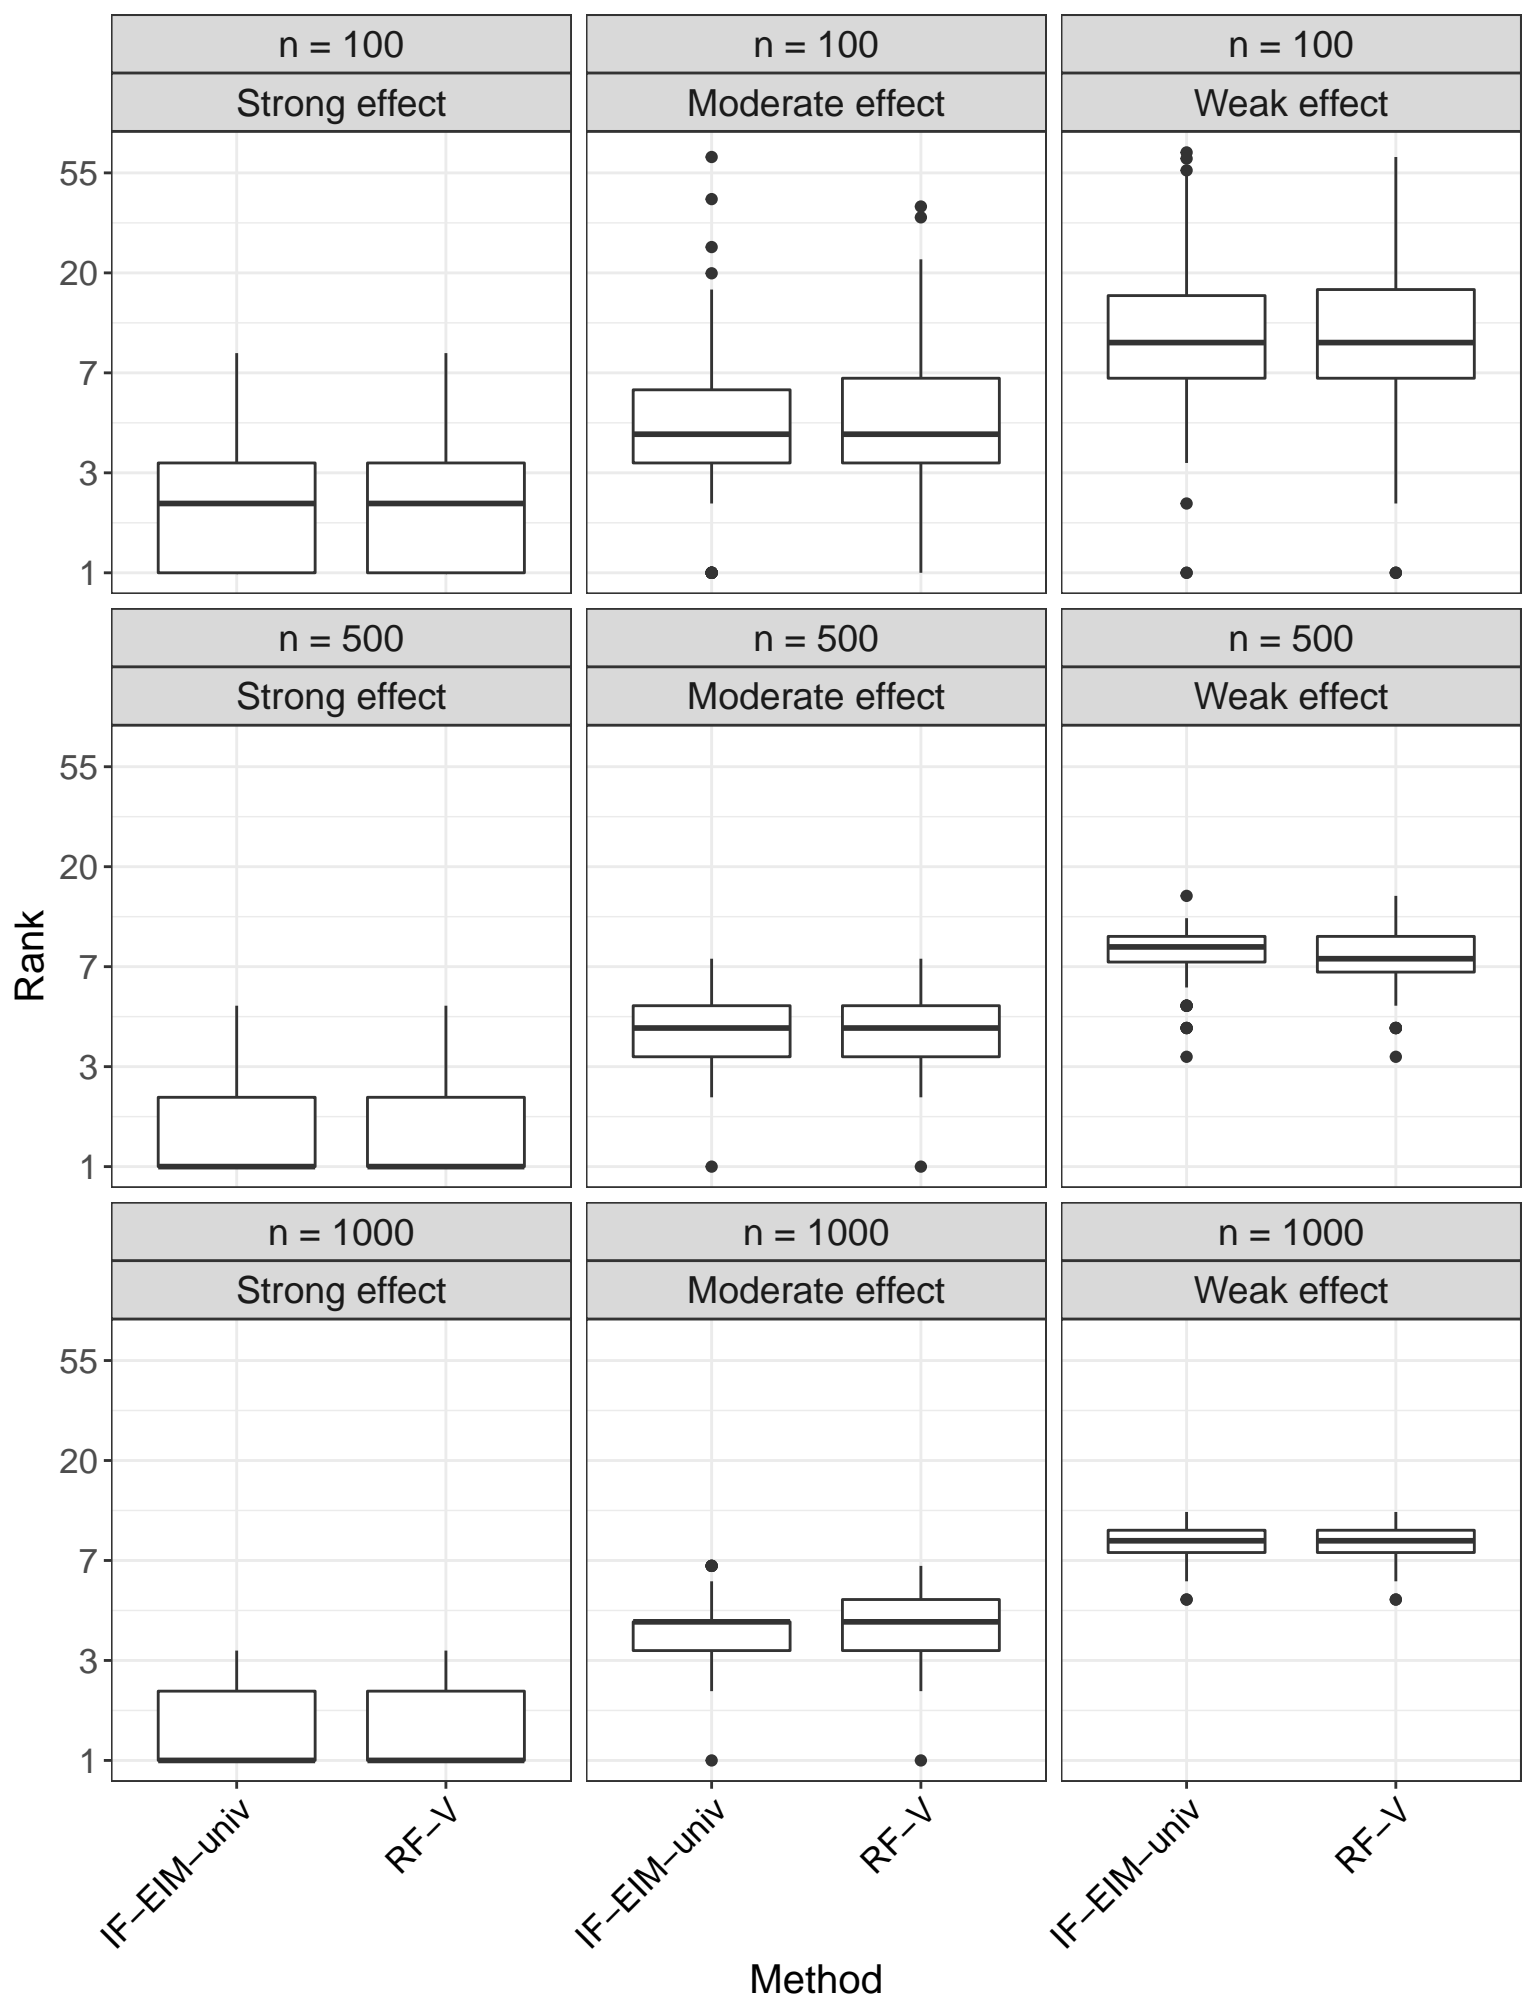 n = 100
n = 100
n = 100
Strong effect
Moderate effect
Weak effect
55
20
7
3
1
n = 500
n = 500
n = 500
Strong effect
Moderate effect
Weak effect
55
20
7
3
1
Rank
n = 1000
n = 1000
n = 1000
Strong effect
Moderate effect
Weak effect
55
20
7
3
1
IF−EIM−univ
RF−V
IF−EIM−univ
RF−V
IF−EIM−univ
RF−V
Method